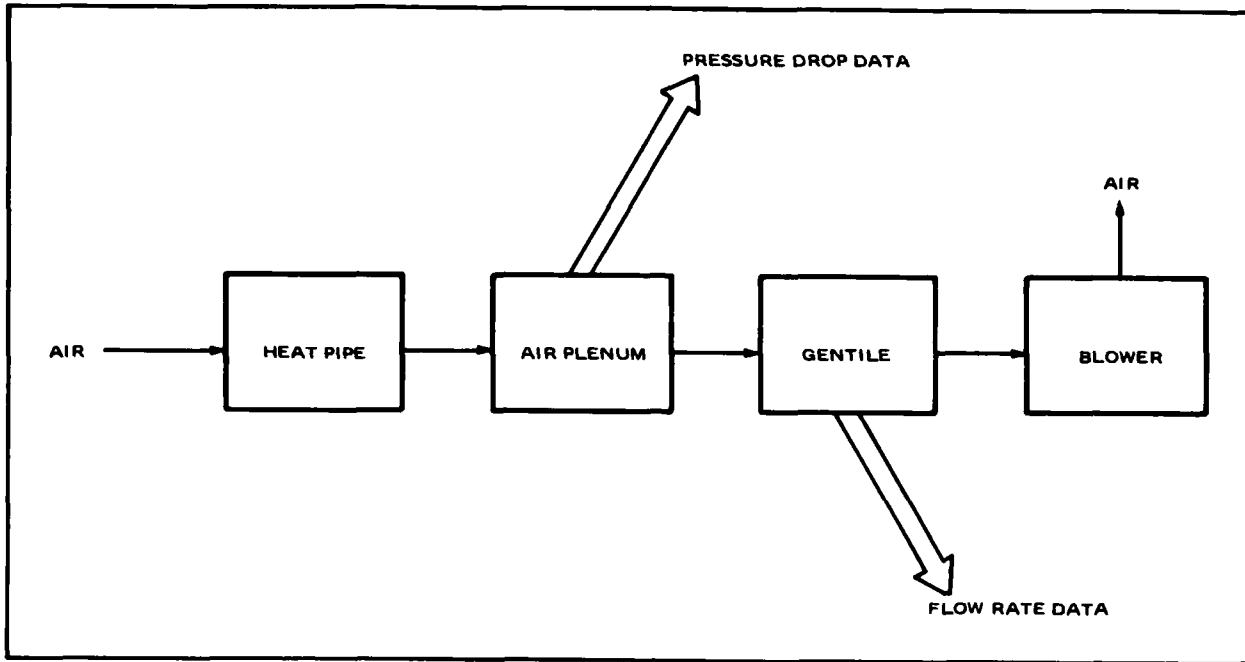 PRESSURE DROP DATA
AIR
AIR
HEAT PIPE
AIR PLENUM
GENTILE
BLOWER
FLOW RATE DATA